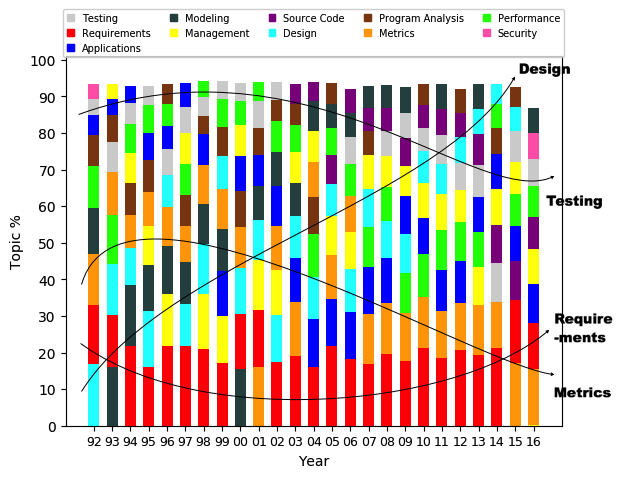 Testing Modeling Source Code Program Analysis Performance
Requirements Management Design Metrics Security
Applications
100
90
80
70
60
50
40
30
20
10
0
Topic %
Design
Testing
Require
-ments
Metrics
92 93 94 95 96 97 98 99 00 01 02 03 04 05 06 07 08 09 10 11 12 13 14 15 16
Year